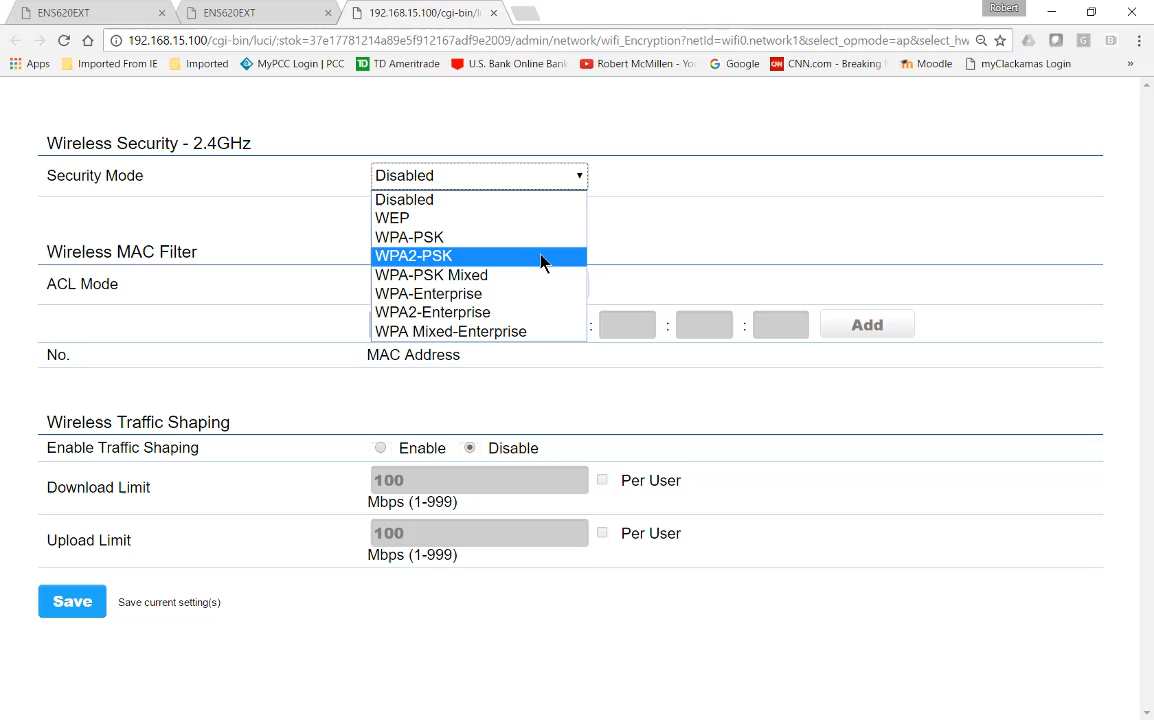 ENS620EXT
ENS620EXT
192.168.15.100/cgi-bin/l
Robert
192.168.15.100/cgi-bin/luci/;stok=37e17781214a89e5f912167adf9e2009/admin/network/wifi_Encryption?netId=wifi0.network1&select_opmode=ap&select_hw
Apps Imported From IE Imported MyPCC Login | PCC TD Ameritrade U.S. Bank Online Bank Robert McMillen - Yo Google CNN.com - Breaking Moodle myClackamas Login »
Wireless Security - 2.4GHz
Security Mode Disabled
Disabled
WEP
WPA-PSK
WPA2-PSK
WPA-PSK Mixed
WPA-Enterprise
WPA2-Enterprise
WPA Mixed-Enterprise
Wireless MAC Filter
ACL Mode
: : : Add
No. MAC Address
Wireless Traffic Shaping
Enable Traffic Shaping Enable Disable
Download Limit 100 Per User
Mbps (1-999)
Upload Limit 100 Per User
Mbps (1-999)
Save Save current setting(s)